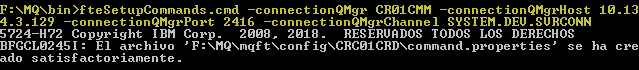 F:\MQ\bin>fteSetupCommands.cmd -connectionQMgr CR01CMM -connectionQMgrHost 10.13
4.3.129 -connectionQMgrPort 2416 -connectionQMgrChannel SYSTEM.DEV.SVRCONN
5724-H72 Copyright IBM Corp.  2008, 2018.  RESERVADOS TODOS LOS DERECHOS
BFGCL0245I: El archivo 'F:\MQ\mqft\config\CRC01CRD\command.properties' se ha cre
ado satisfactoriamente.